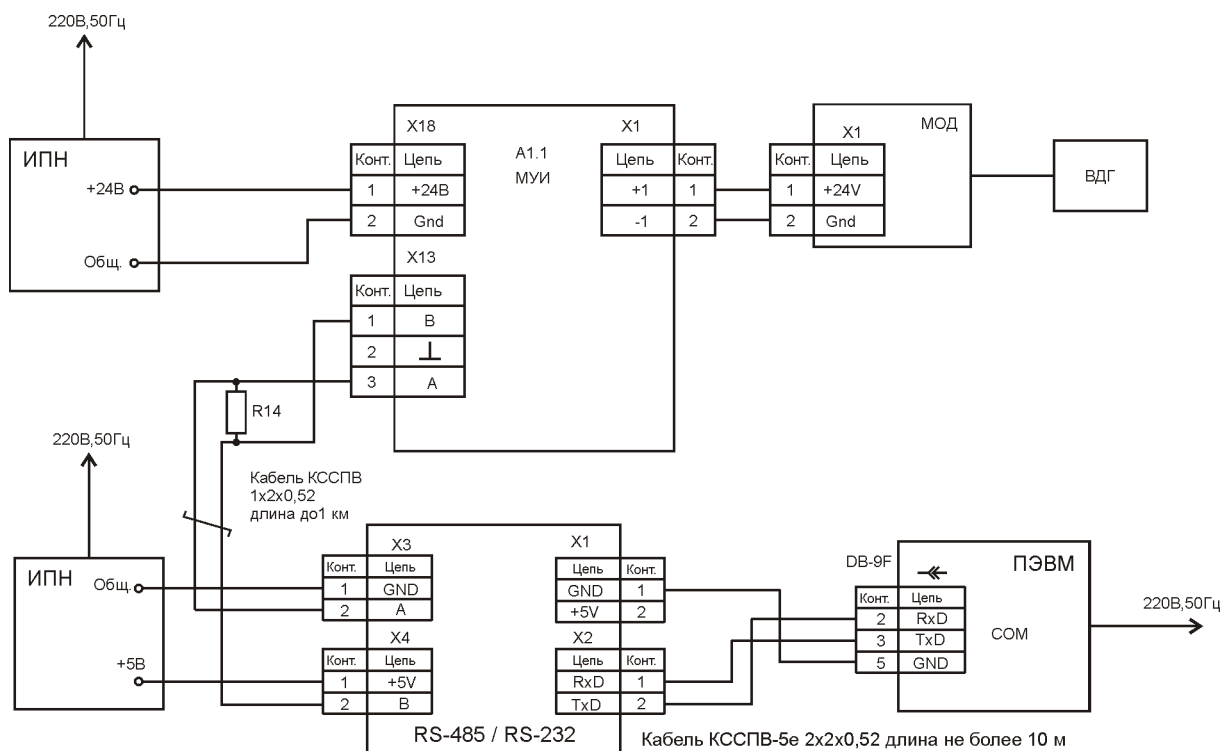 220В,50Гц
ИПН
+24В
Общ.
X18
Конт. Цепь
1 +24В
2 Gnd
X13
Конт. Цепь
1 B
2 ⊥
3 A
A1.1
МУИ
X1
Цепь Конт.
+1 1
-1 2
МОД
X1
Конт. Цепь
1 +24V
2 Gnd
ВДГ
R14
Кабель КССПВ
1x2x0,52
длина до1 км
220В,50Гц
ИПН
Общ.
+5В
X3
Конт. Цепь
1 GND
2 A
X4
Конт. Цепь
1 +5V
2 B
X1
Цепь Конт.
GND 1
+5V 2
X2
Цепь Конт.
RxD 1
TxD 2
RS-485 / RS-232
DB-9F
ПЭВМ
Конт. Цепь
2 RxD
3 TxD
5 GND
COM
220В,50Гц
Кабель КССПВ-5е 2x2x0,52 длина не более 10 м